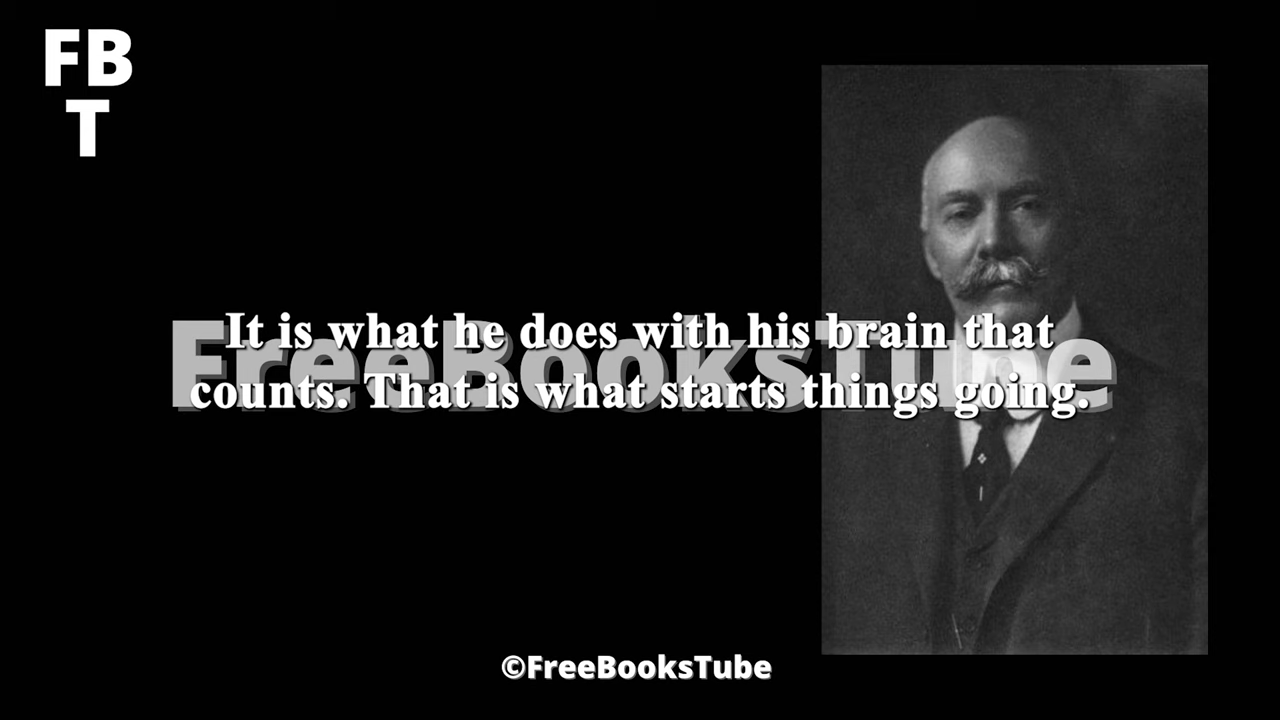 FB
T
FreeBooksTube
It is what he does with his brain that
counts. That is what starts things going.
©FreeBooksTube